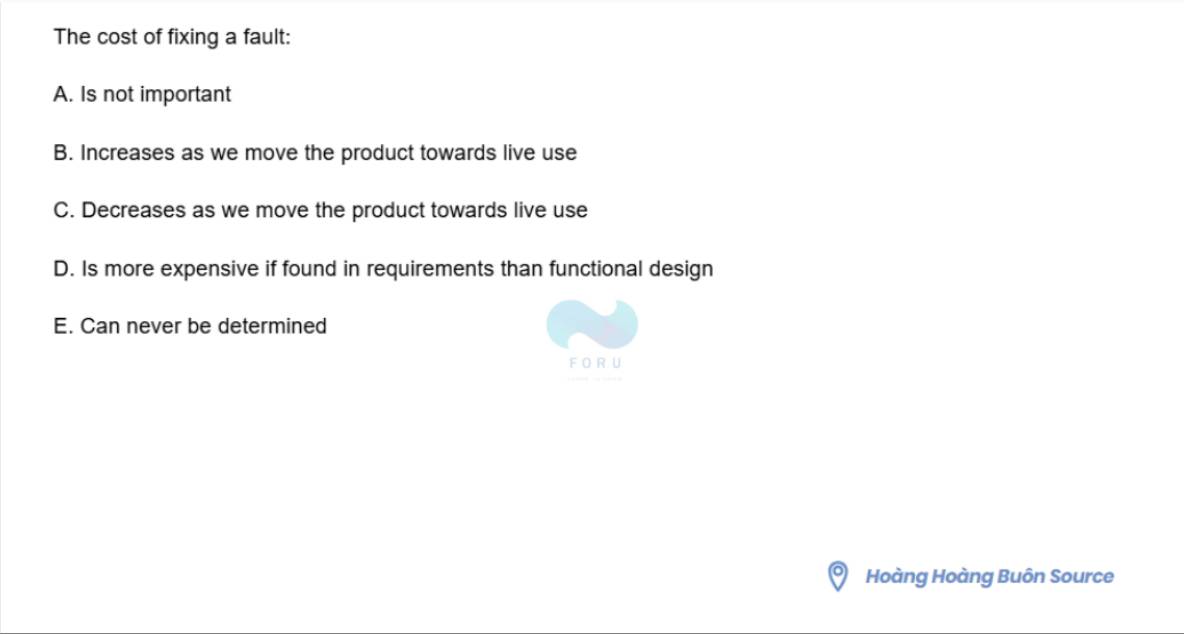 The cost of fixing a fault:
A. Is not important
B. Increases as we move the product towards live use
C. Decreases as we move the product towards live use
D. Is more expensive if found in requirements than functional design
E. Can never be determined
FORU
Hoàng Hoàng Buôn Source